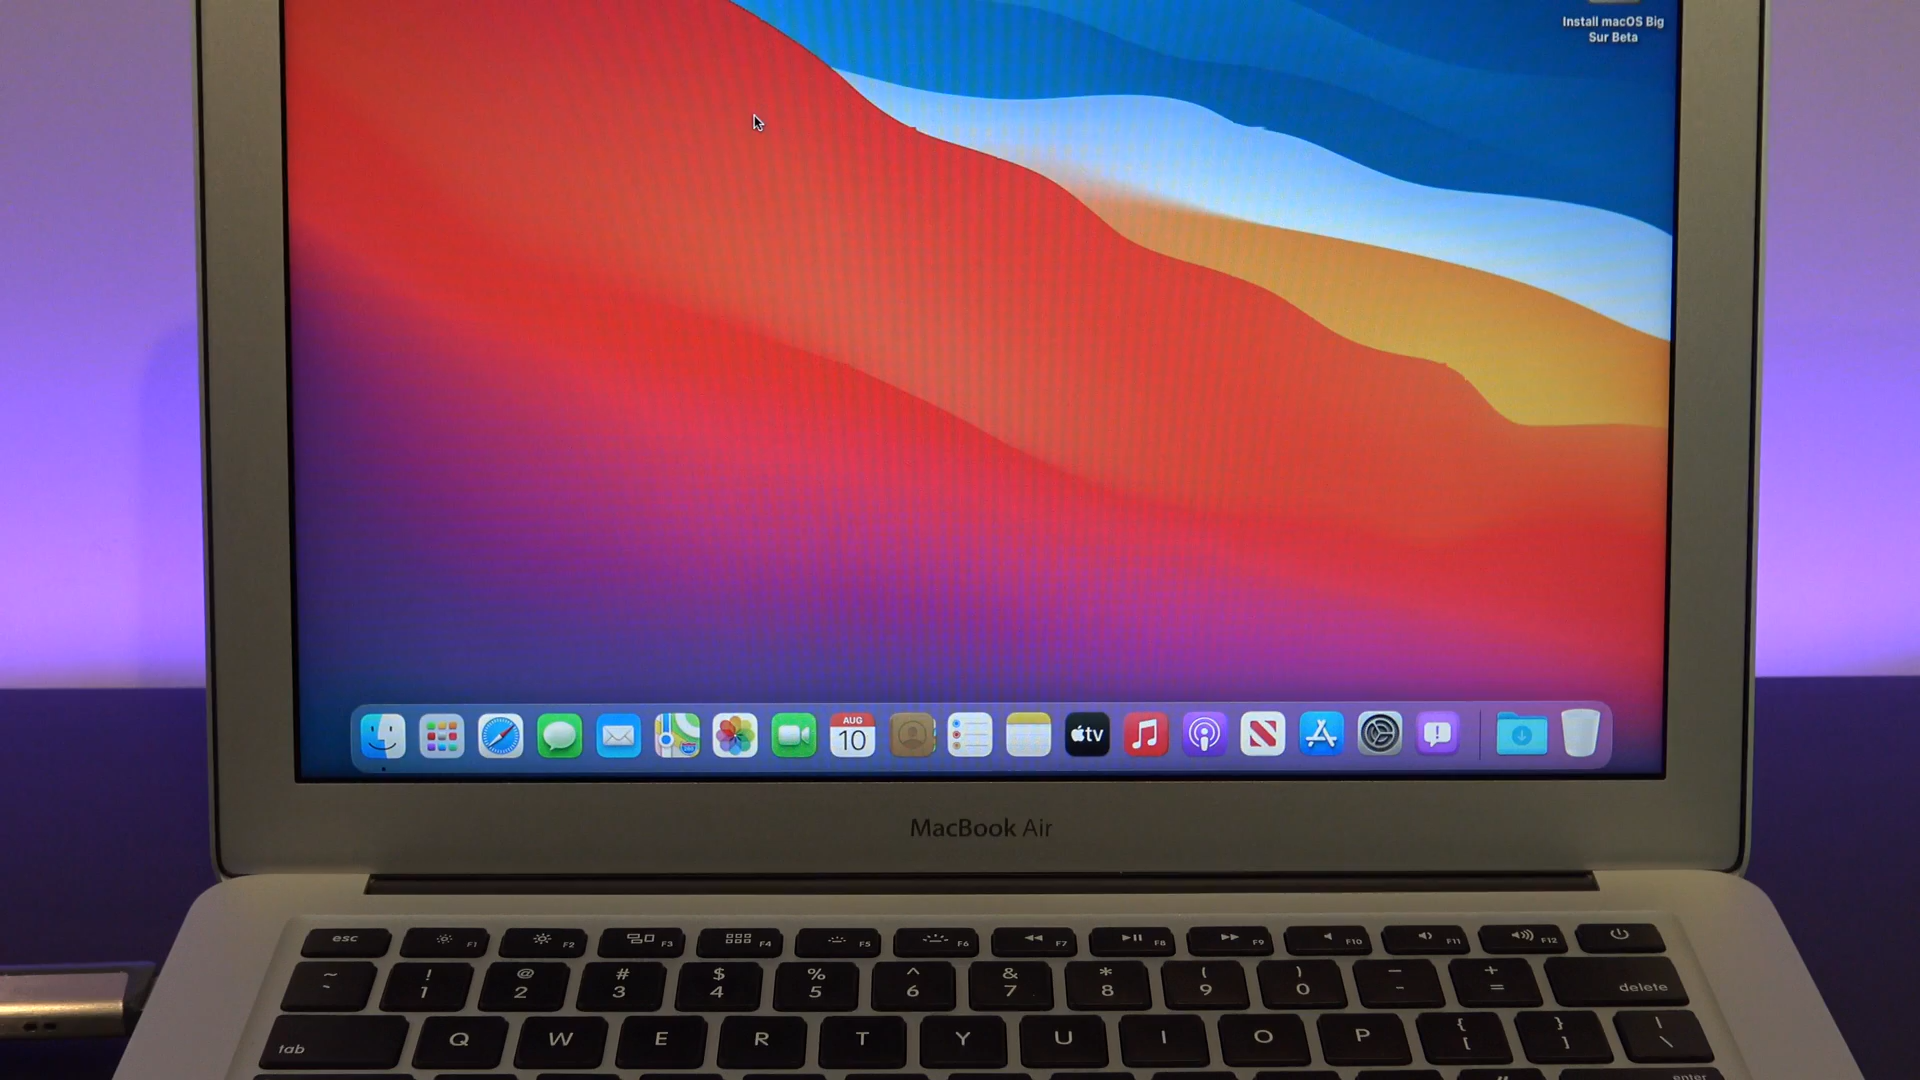 Install macOS Big
Sur Beta
AUG
10
tv
MacBook Air
esc
F1
F2
F3
F4
F5
F6
F7
F8
F9
F10
F11
F12
~
` 
!
1
@
2
#
3
$
4
%
5
^
6
&
7
*
8
(
9
)
0
–
-
+
=
delete
tab
Q
W
E
R
T
Y
U
I
O
P
{
[
}
]
|
\
enter